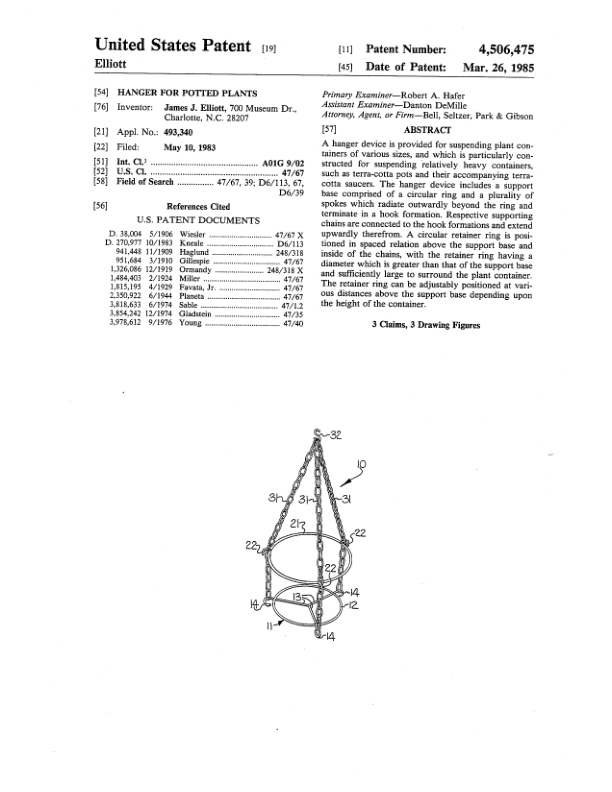 United States Patent [19]
Elliott
[11] Patent Number: 4,506,475
[45] Date of Patent: Mar. 26, 1985
[54] HANGER FOR POTTED PLANTS
[76] Inventor: James J. Elliott, 700 Museum Dr.,
Charlotte, N.C. 28207
[21] Appl. No.: 493,340
[22] Filed: May 10, 1983
[51] Int. Cl.³ ............................................ A01G 9/02
[52] U.S. Cl. ................................................... 47/67
[58] Field of Search ............... 47/67, 39; D6/113, 67,
D6/39
[56] References Cited
U.S. PATENT DOCUMENTS
D. 38,004 5/1906 Wiesler .......................... 47/67 X
D. 270,977 10/1983 Kneale .............................. D6/113
941,448 11/1909 Haglund ......................... 248/318
951,684 3/1910 Gillespie ............................ 47/67
1,326,086 12/1919 Ormandy .................... 248/318 X
1,484,403 2/1924 Miller ................................ 47/67
1,815,195 4/1929 Favata, Jr. ......................... 47/67
2,350,922 6/1944 Planeta .............................. 47/67
3,818,633 6/1974 Sable ................................ 47/1.2
3,854,242 12/1974 Gladstein .......................... 47/35
3,978,612 9/1976 Young ............................... 47/40
Primary Examiner—Robert A. Hafer
Assistant Examiner—Danton DeMille
Attorney, Agent, or Firm—Bell, Seltzer, Park & Gibson
[57] ABSTRACT
A hanger device is provided for suspending plant con-
tainers of various sizes, and which is particularly con-
structed for suspending relatively heavy containers,
such as terra-cotta pots and their accompanying terra-
cotta saucers. The hanger device includes a support
base comprised of a circular ring and a plurality of
spokes which radiate outwardly beyond the ring and
terminate in a hook formation. Respective supporting
chains are connected to the hook formations and extend
upwardly therefrom. A circular retainer ring is posi-
tioned in spaced relation above the support base and
inside of the chains, with the retainer ring having a
diameter which is greater than that of the support base
and sufficiently large to surround the plant container.
The retainer ring can be adjustably positioned at vari-
ous distances above the support base depending upon
the height of the container.
3 Claims, 3 Drawing Figures
32
10
31 31 31
21
22 22
22
14 13 14
12
11
14